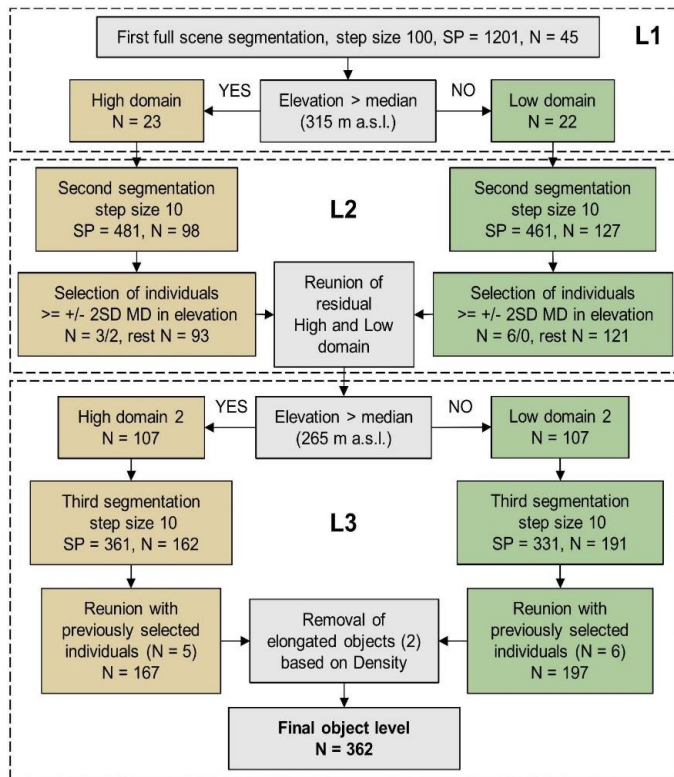 First full scene segmentation, step size 100, SP = 1201, N = 45
L1
High domain
N = 23
YES
Elevation > median
(315 m a.s.l.)
NO
Low domain
N = 22
Second segmentation
step size 10
SP = 481, N = 98
L2
Second segmentation
step size 10
SP = 461, N = 127
Selection of individuals
>= +/- 2SD MD in elevation
N = 3/2, rest N = 93
Reunion of
residual
High and Low
domain
Selection of individuals
>= +/- 2SD MD in elevation
N = 6/0, rest N = 121
High domain 2
N = 107
YES
Elevation > median
(265 m a.s.l.)
NO
Low domain 2
N = 107
Third segmentation
step size 10
SP = 361, N = 162
L3
Third segmentation
step size 10
SP = 331, N = 191
Reunion with
previously selected
individuals (N = 5)
N = 167
Removal of
elongated objects (2)
based on Density
Reunion with
previously selected
individuals (N = 6)
N = 197
Final object level
N = 362